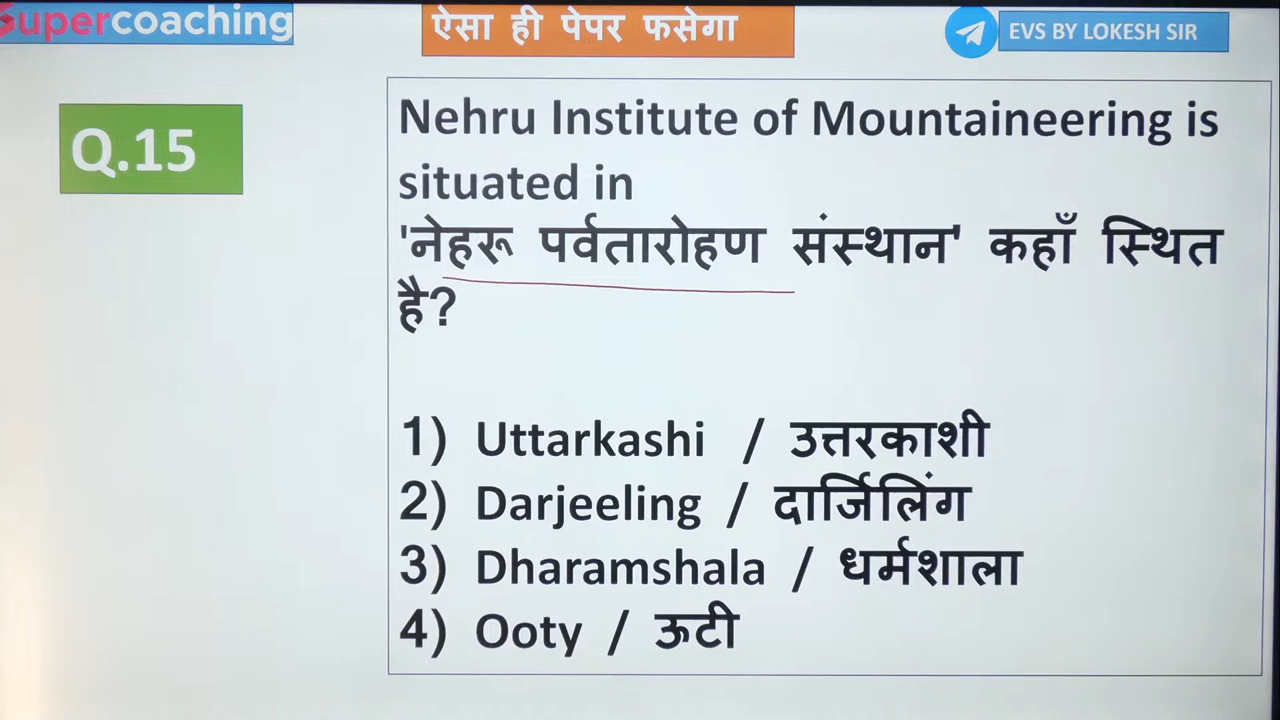 Supercoaching
ऐसा ही पेपर फसेगा
EVS BY LOKESH SIR
Q.15
Nehru Institute of Mountaineering is
situated in
'नेहरू पर्वतारोहण संस्थान' कहाँ स्थित
है?
1) Uttarkashi / उत्तरकाशी
2) Darjeeling / दार्जिलिंग
3) Dharamshala / धर्मशाला
4) Ooty / ऊटी